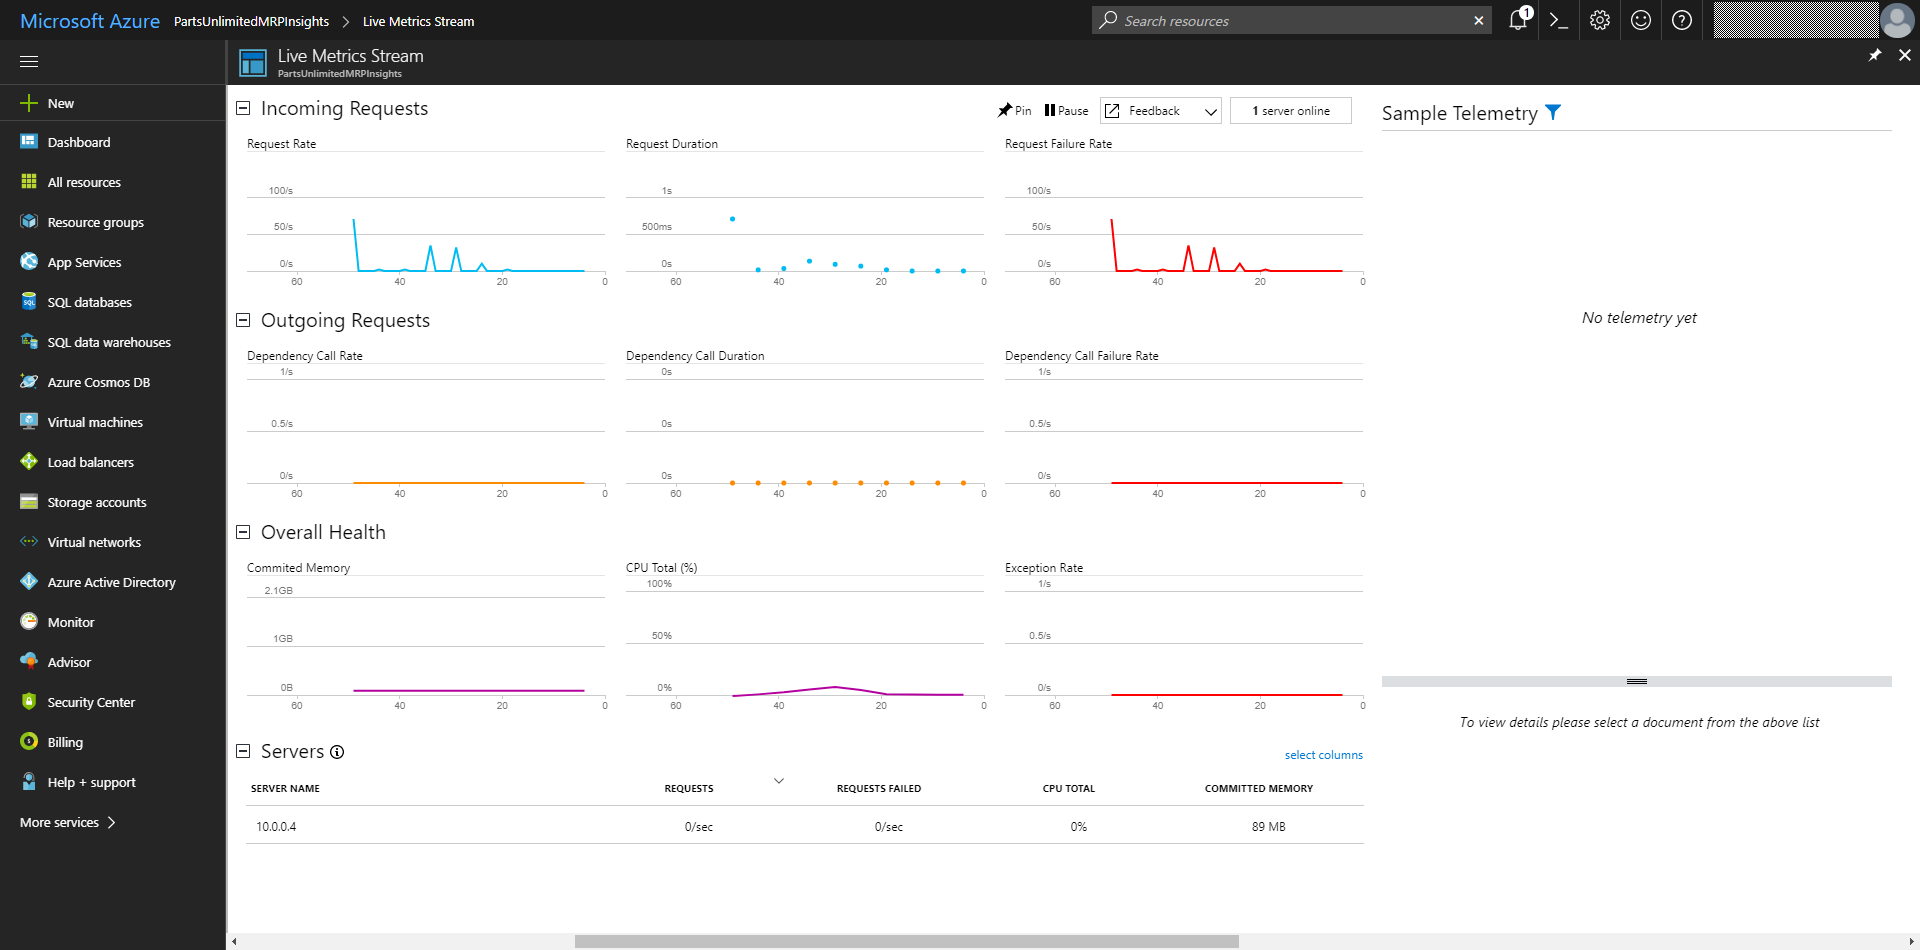 Microsoft Azure PartsUnlimitedMRPInsights > Live Metrics Stream
Search resources
1
Live Metrics Stream
PartsUnlimitedMRPInsights
New
Dashboard
All resources
Resource groups
App Services
SQL databases
SQL data warehouses
Azure Cosmos DB
Virtual machines
Load balancers
Storage accounts
Virtual networks
Azure Active Directory
Monitor
Advisor
Security Center
Billing
Help + support
More services >
Incoming Requests
Pin Pause Feedback 1 server online
Request Rate
100/s
50/s
0/s
60 40 20 0
Request Duration
1s
500ms
0s
60 40 20 0
Request Failure Rate
100/s
50/s
0/s
60 40 20 0
Outgoing Requests
Dependency Call Rate
1/s
0.5/s
0/s
60 40 20 0
Dependency Call Duration
0s
0s
0s
60 40 20 0
Dependency Call Failure Rate
1/s
0.5/s
0/s
60 40 20 0
Overall Health
Commited Memory
2.1GB
1GB
0B
60 40 20 0
CPU Total (%)
100%
50%
0%
60 40 20 0
Exception Rate
1/s
0.5/s
0/s
60 40 20 0
Servers
select columns
SERVER NAME REQUESTS REQUESTS FAILED CPU TOTAL COMMITTED MEMORY
10.0.0.4 0/sec 0/sec 0% 89 MB
Sample Telemetry
No telemetry yet
To view details please select a document from the above list